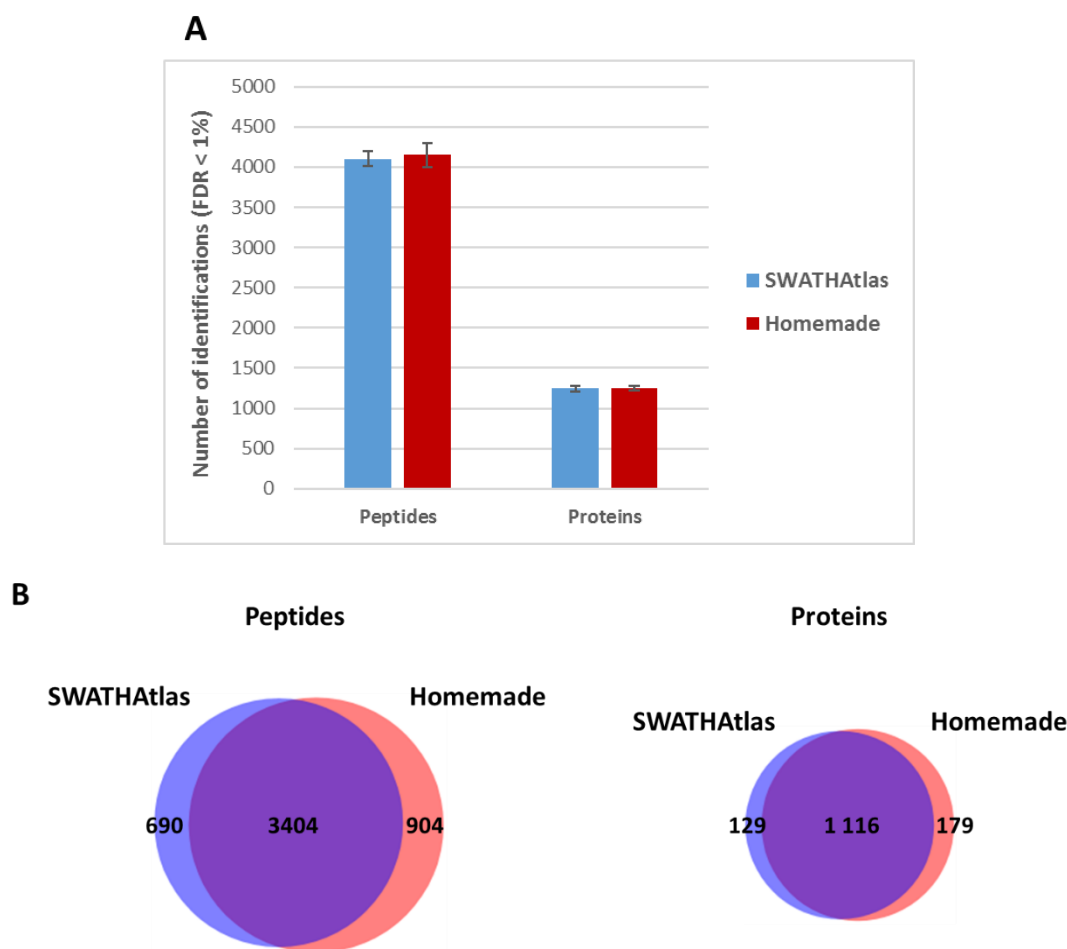 A
Number of identifications (FDR < 1%)
5000
4500
4000
3500
3000
2500
2000
1500
1000
500
0
Peptides
Proteins
SWATHAtlas
Homemade
B
Peptides
SWATHAtlas
Homemade
690
3404
904
Proteins
SWATHAtlas
Homemade
129
1 116
179